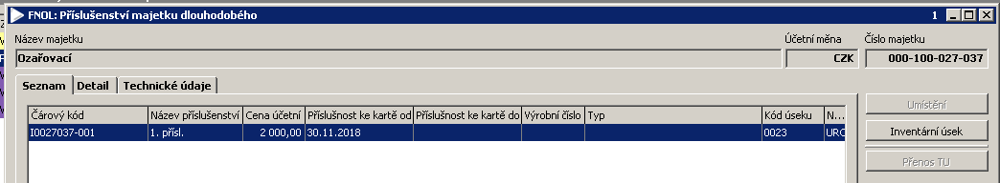 FNOL: Příslušenství majetku dlouhodobého 1
Název majetku Účetní měna Číslo majetku
Ozařovací CZK 000-100-027-037
Seznam Detail Technické údaje
Umístění
Čárový kód Název příslušenství Cena účetní Příslušnost ke kartě od Příslušnost ke kartě do Výrobní číslo Typ Kód úseku N...
I0027037-001 1. přísl. 2 000,00 30.11.2018 0023 URO
Inventární úsek
Přenos TU